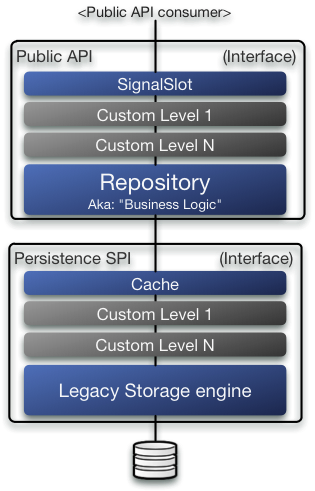 <Public API consumer>
Public API (Interface)
SignalSlot
Custom Level 1
Custom Level N
Repository
Aka: "Business Logic"
Persistence SPI (Interface)
Cache
Custom Level 1
Custom Level N
Legacy Storage engine